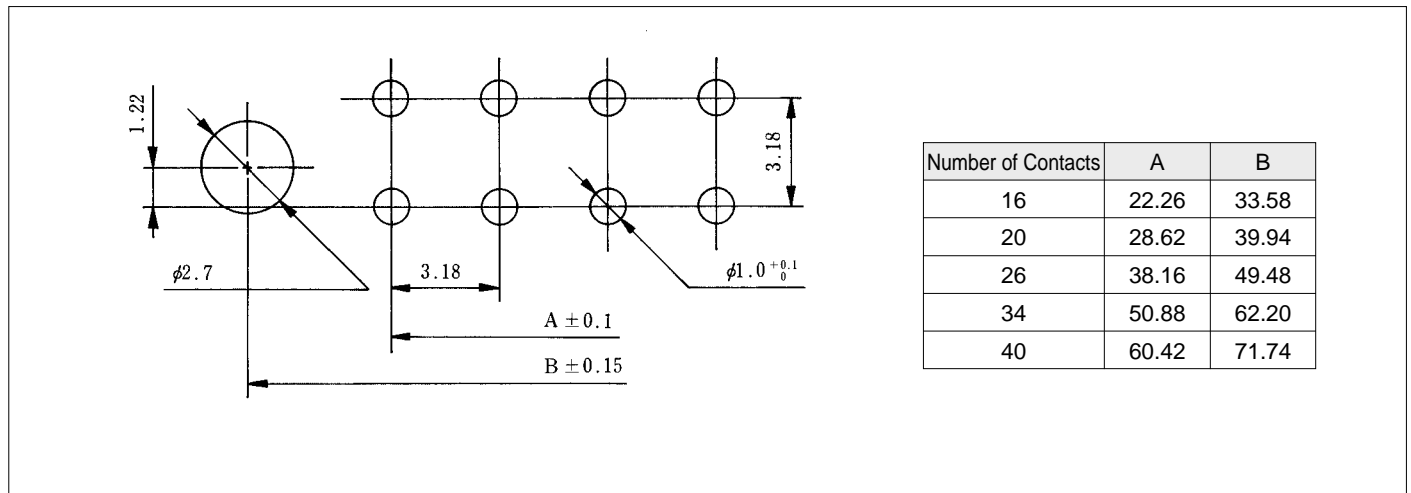 1.22
3.18
φ2.7
3.18
φ1.0 +0.1 0
A ±0.1
B ±0.15
Number of Contacts A B
16 22.26 33.58
20 28.62 39.94
26 38.16 49.48
34 50.88 62.20
40 60.42 71.74